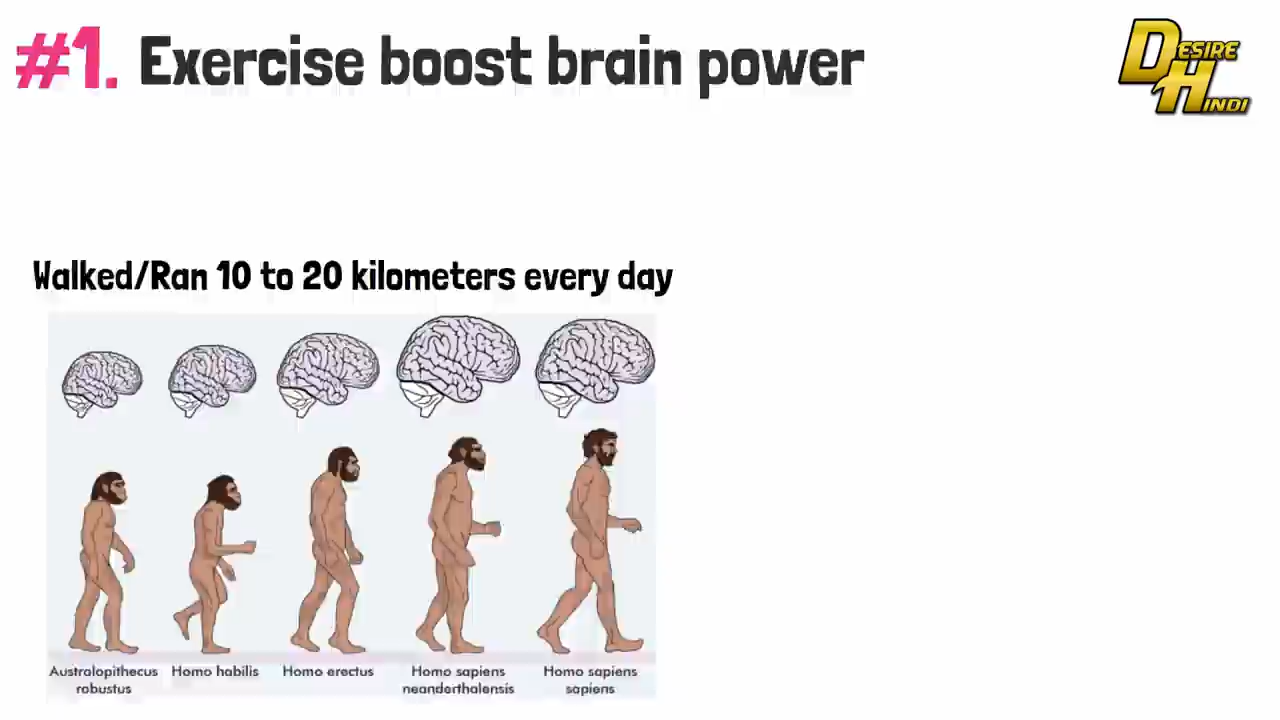 #1. Exercise boost brain power
DESIRE
HINDI
Walked/Ran 10 to 20 kilometers every day
Australopithecus robustus
Homo habilis
Homo erectus
Homo sapiens neanderthalensis
Homo sapiens sapiens